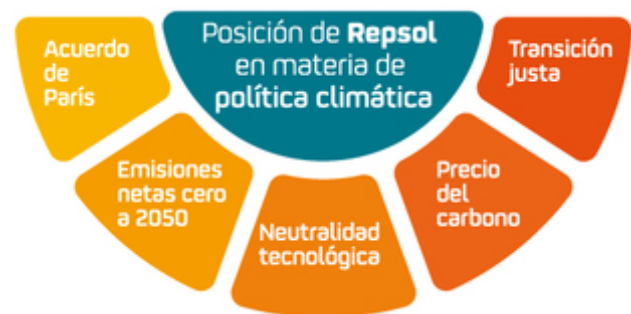 Posición de Repsol
en materia de
política climática
Acuerdo
de
París
Emisiones
netas cero
a 2050
Neutralidad
tecnológica
Precio
del
carbono
Transición
justa